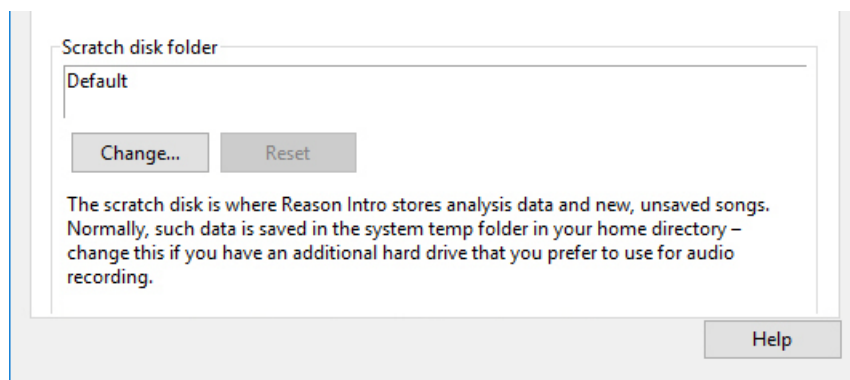 Scratch disk folder
Default
Change... Reset
The scratch disk is where Reason Intro stores analysis data and new, unsaved songs.
Normally, such data is saved in the system temp folder in your home directory –
change this if you have an additional hard drive that you prefer to use for audio
recording.
Help